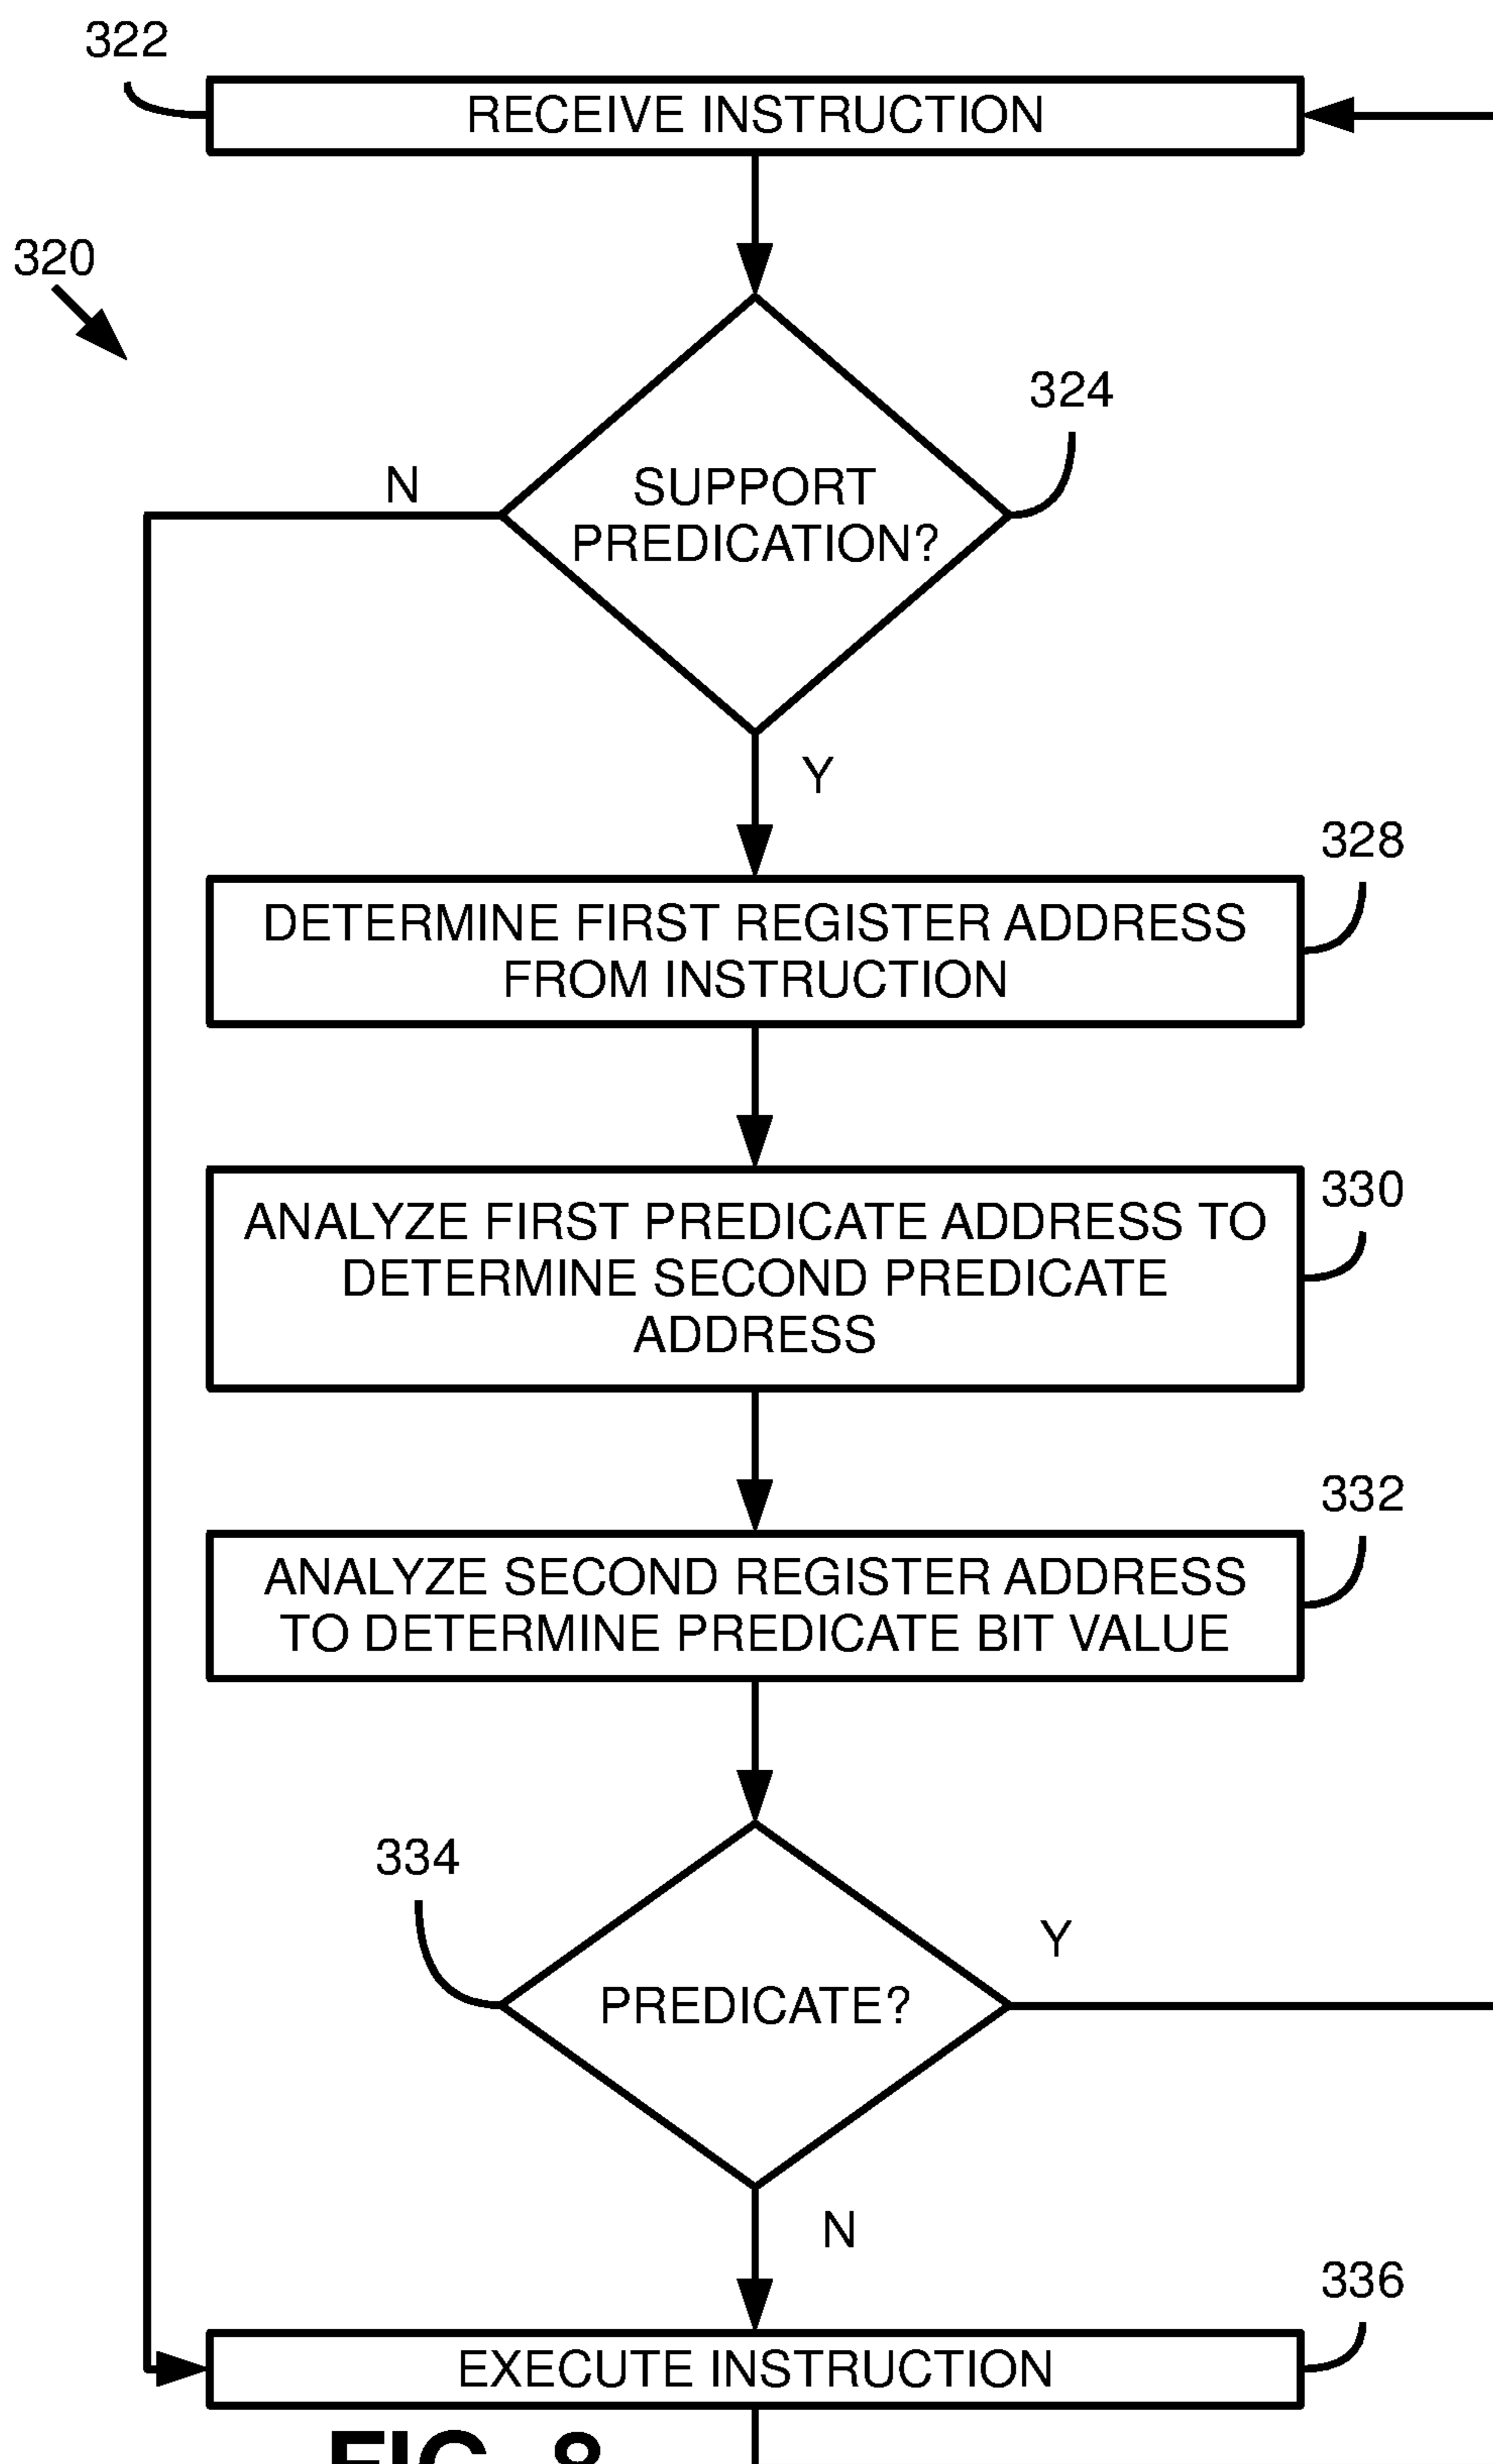 322
RECEIVE INSTRUCTION
320
324
N
SUPPORT
PREDICATION?
Y
328
DETERMINE FIRST REGISTER ADDRESS
FROM INSTRUCTION
330
ANALYZE FIRST PREDICATE ADDRESS TO
DETERMINE SECOND PREDICATE
ADDRESS
332
ANALYZE SECOND REGISTER ADDRESS
TO DETERMINE PREDICATE BIT VALUE
334
Y
PREDICATE?
N
336
EXECUTE INSTRUCTION
FIG. 8